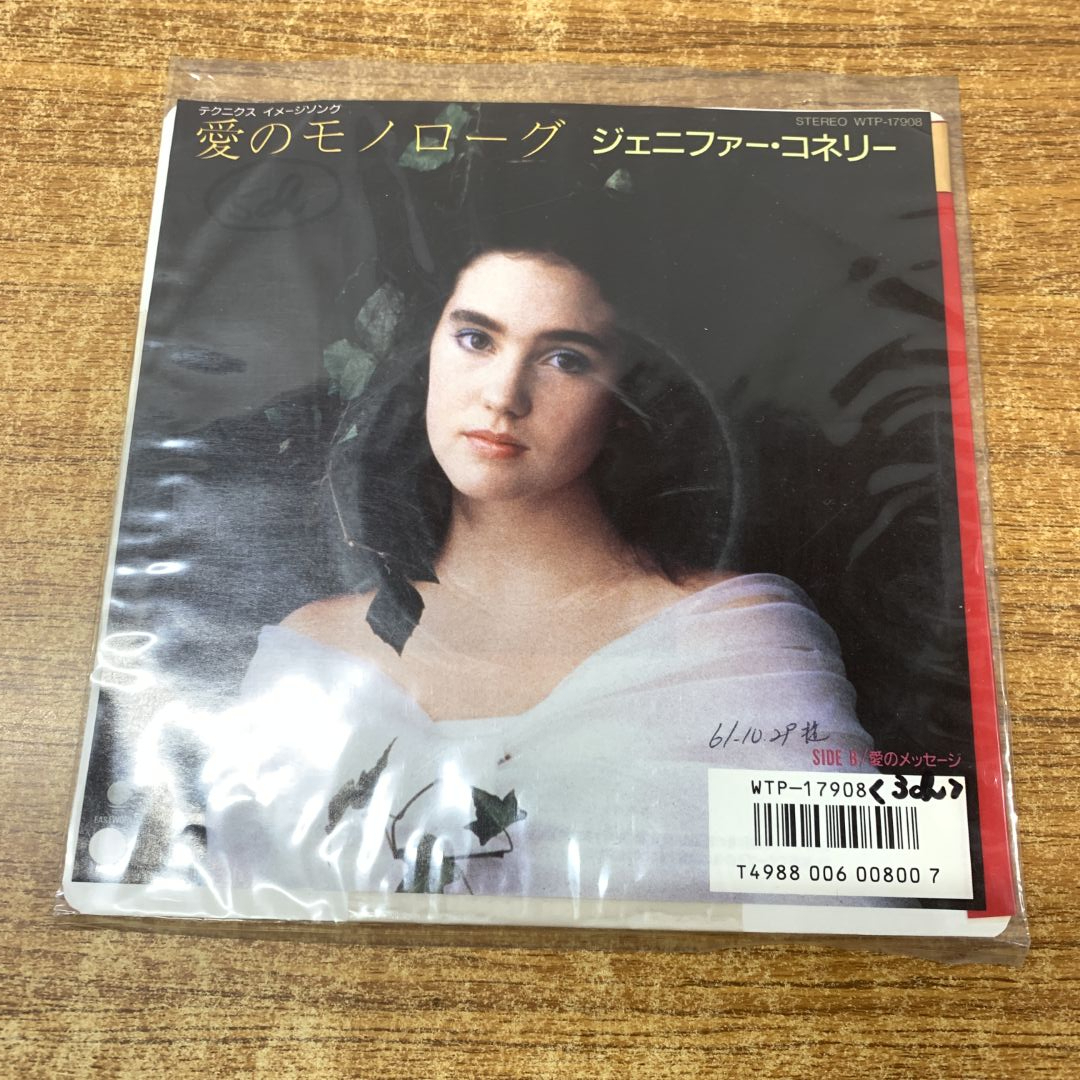 テクニクス イメージソング
愛のモノローグ ジェニファー・コネリー
STEREO WTP-17908
61-10.29
SIDE B/愛のメッセージ
WTP-17908
T4988 006 00800 7